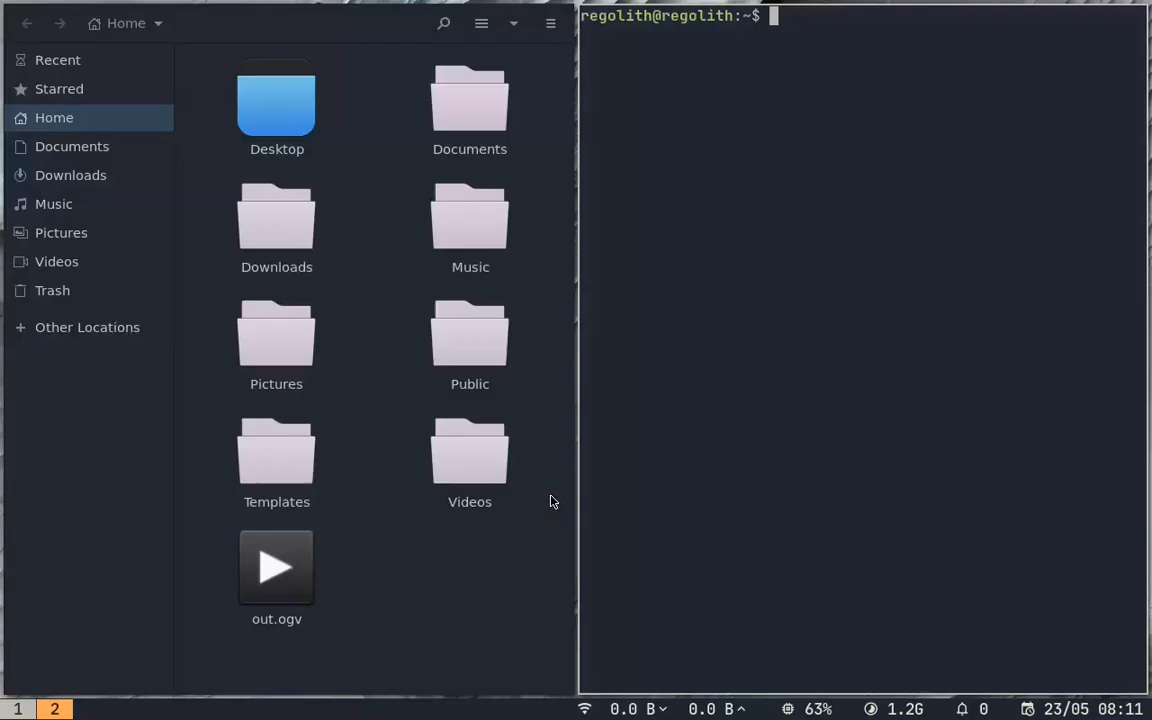 Home
regolith@regolith:~$
Recent
Starred
Home
Documents
Downloads
Music
Pictures
Videos
Trash
Other Locations
Desktop
Documents
Downloads
Music
Pictures
Public
Templates
Videos
out.ogv
1 2
0.0 B 0.0 B 63% 1.2G 0 23/05 08:11